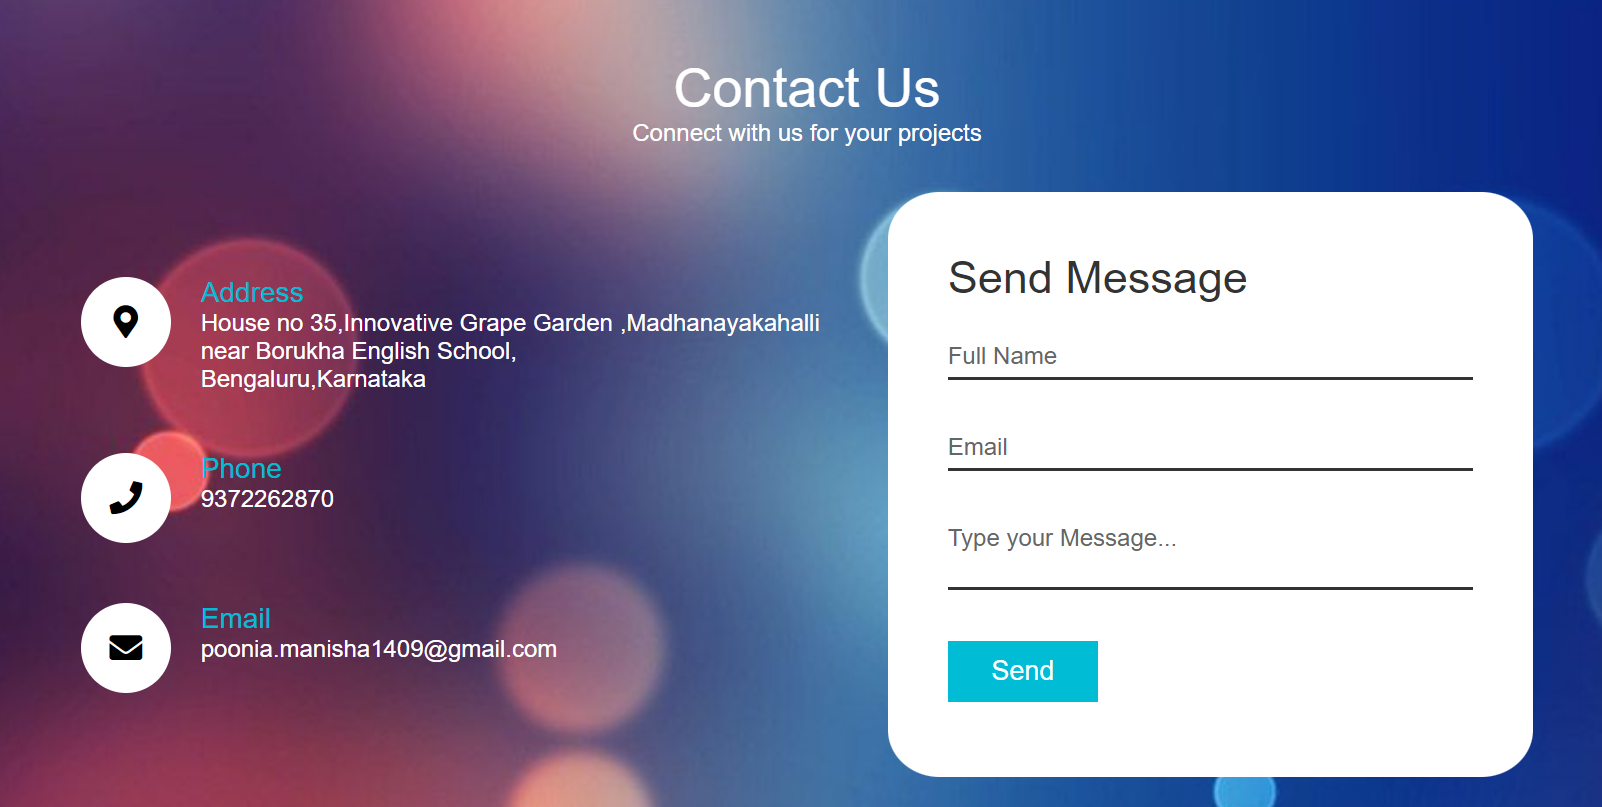 Contact Us
Connect with us for your projects
Address
House no 35,Innovative Grape Garden ,Madhanayakahalli
near Borukha English School,
Bengaluru,Karnataka
Phone
9372262870
Email
poonia.manisha1409@gmail.com
Send Message
Full Name
Email
Type your Message...
Send